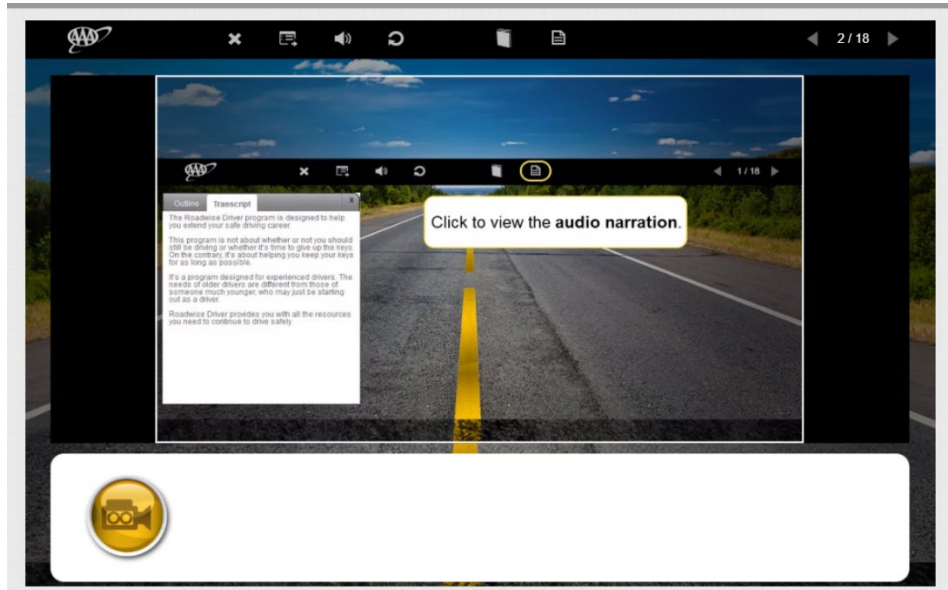 AAA
2 / 18
AAA
1 / 18
Outline Transcript x
Click to view the audio narration.
The Roadwise Driver program is designed to help
you extend your safe driving career.
This program is not about whether or not you should
still be driving or whether it's time to give up the keys.
On the contrary, it's about helping you keep your keys
for as long as possible.
It's a program designed for experienced drivers. The
needs of older drivers are different from those of
someone much younger, who may just be starting
out as a driver.
Roadwise Driver provides you with all the resources
you need to continue to drive safely.